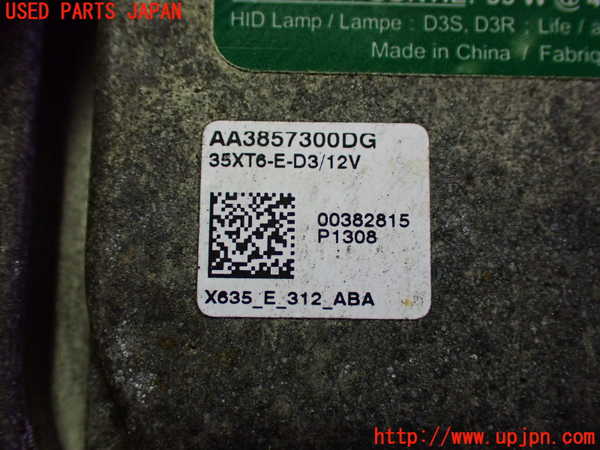 USED PARTS JAPAN
HID Lamp / Lampe : D3S, D3R ; Life /
Made in China / Fabriq
AA3857300DG
35XT6-E-D3/12V
00382815
P1308
X635_E_312_ABA
http://www.upjpn.com/